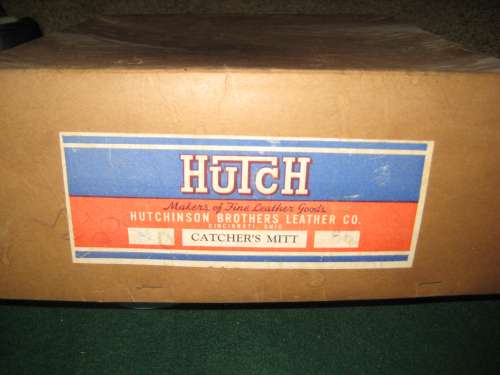 HUTCH
Makers of Fine Leather Goods
HUTCHINSON BROTHERS LEATHER CO.
CINCINNATI, OHIO
CATCHER'S MITT